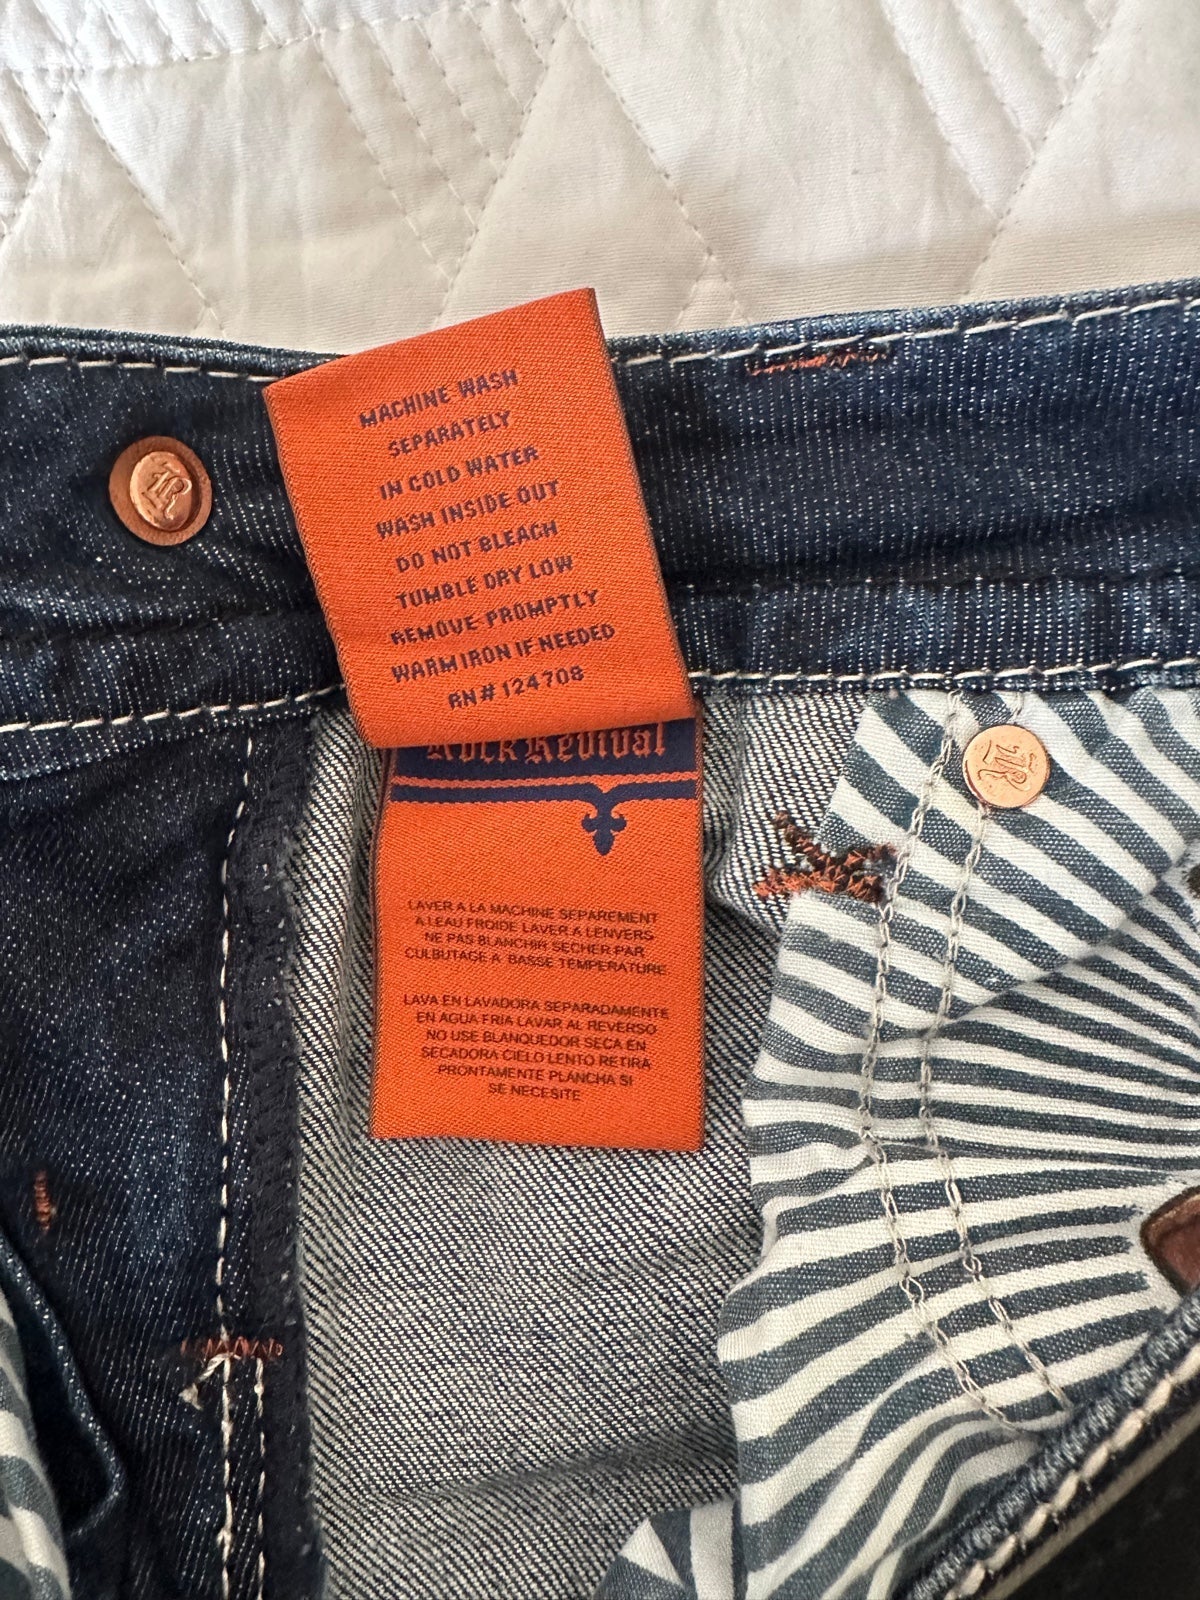 MACHINE WASH
SEPARATELY
IN COLD WATER
WASH INSIDE OUT
DO NOT BLEACH
TUMBLE DRY LOW
REMOVE PROMPTLY
WARM IRON IF NEEDED
RN # 124708
Rock Revival
LAVER A LA MACHINE SEPAREMENT
A LEAU FROIDE LAVER A LENVERS
NE PAS BLANCHIR SECHER PAR
CULBUTAGE A BASSE TEMPERATURE
LAVA EN LAVADORA SEPARADAMENTE
EN AGUA FRIA LAVAR AL REVERSO
NO USE BLANQUEDOR SECA EN
SECADORA CIELO LENTO RETIRA
PRONTAMENTE PLANCHA SI
SE NECESITE